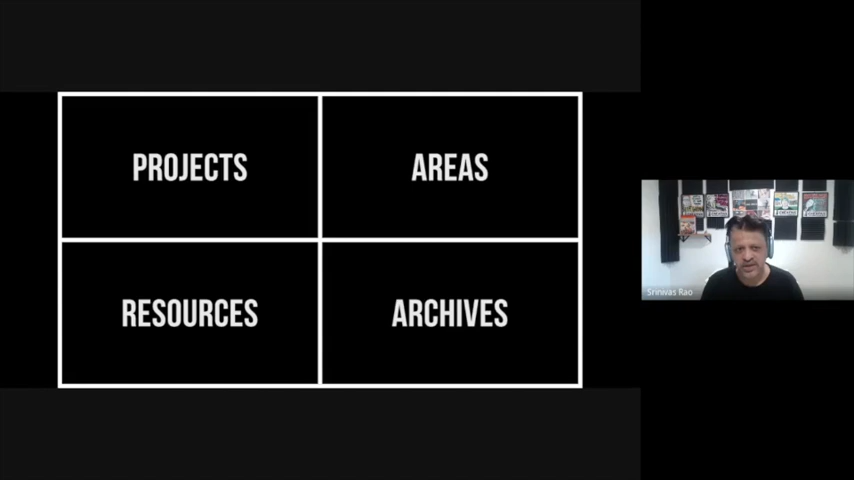 PROJECTS
AREAS
RESOURCES
ARCHIVES
Srinivas Rao